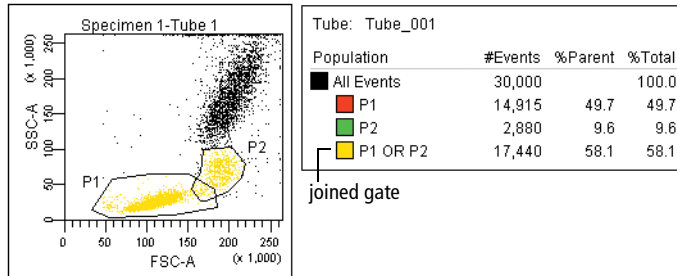 Specimen 1-Tube 1
SSC-A
(x 1,000)
250
200
150
100
50
0
P1
P2
0 50 100 150 200 250
FSC-A (x 1,000)
Tube: Tube_001
Population #Events %Parent %Total
All Events 30,000 100.0
P1 14,915 49.7 49.7
P2 2,880 9.6 9.6
P1 OR P2 17,440 58.1 58.1
joined gate